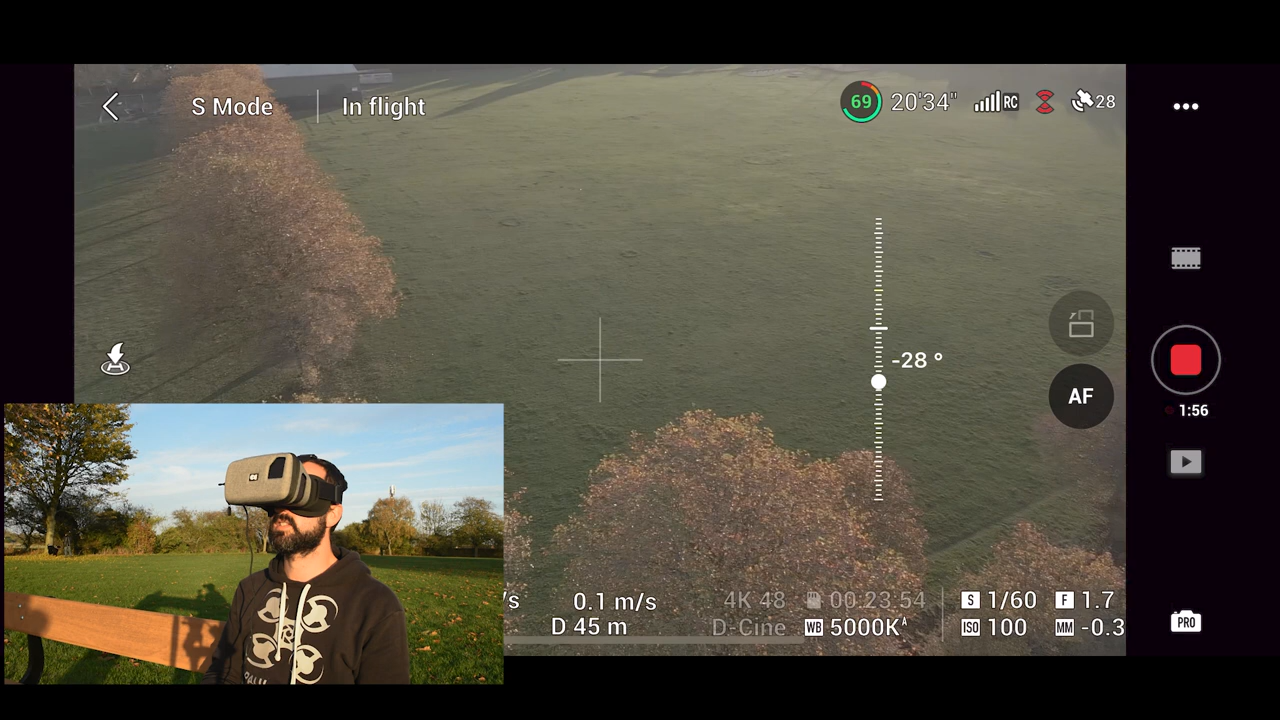 S Mode In flight
69 20'34" RC 28
-28 °
AF
1:56
/s 0.1 m/s 4K 48 00:23:54 S 1/60 F 1.7
D 45 m D-Cine WB 5000K A ISO 100 MM -0.3
PRO